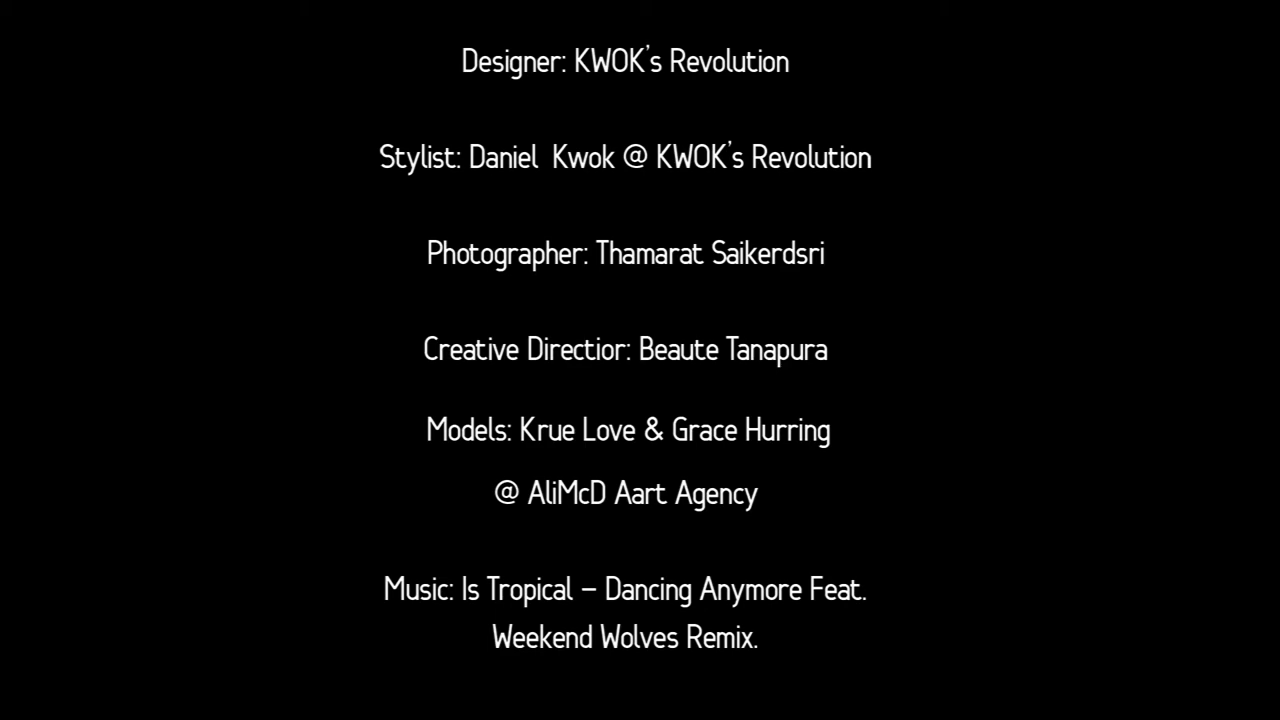 Designer: KWOK's Revolution
Stylist: Daniel  Kwok @ KWOK's Revolution
Photographer: Thamarat Saikerdsri
Creative Directior: Beaute Tanapura
Models: Krue Love & Grace Hurring
@ AliMcD Aart Agency
Music: Is Tropical – Dancing Anymore Feat.
Weekend Wolves Remix.